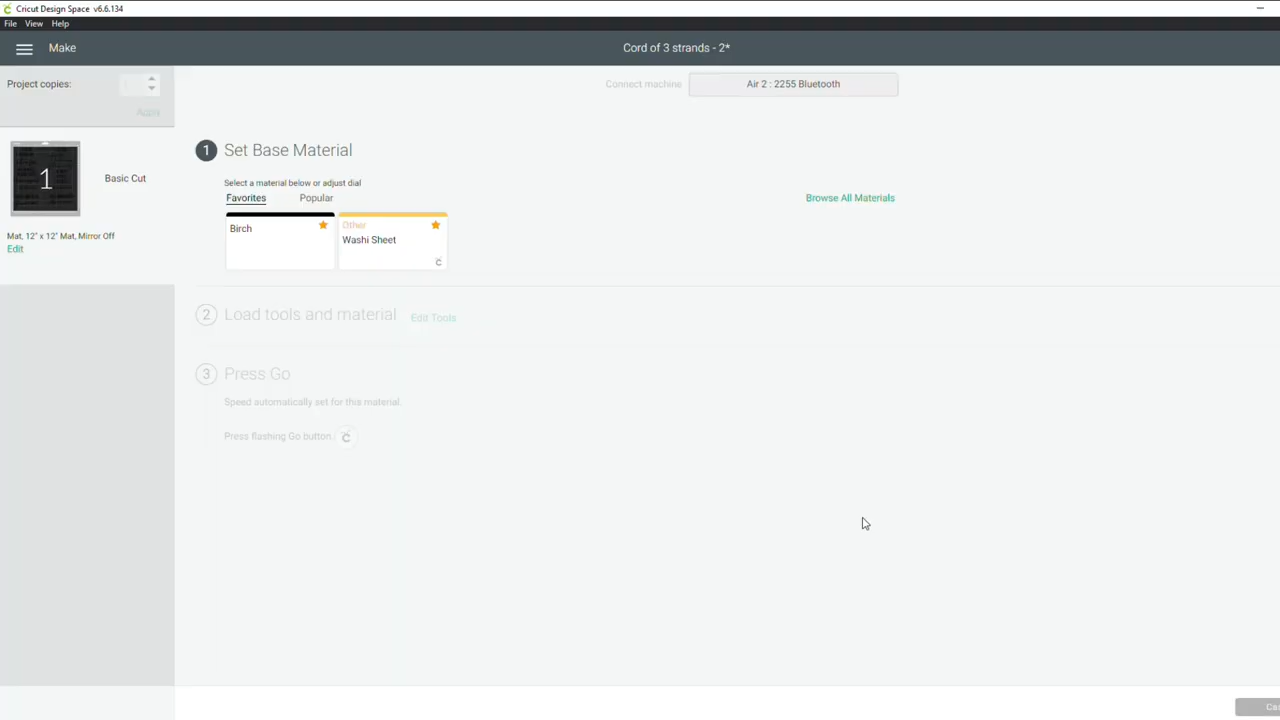 Cricut Design Space v6.6.134
File View Help
Make
Cord of 3 strands - 2*
Project copies:
Apply
Connect machine
Air 2 : 2255 Bluetooth
1
Basic Cut
Mat, 12" x 12" Mat, Mirror Off
Edit
1 Set Base Material
Select a material below or adjust dial
Favorites Popular
Browse All Materials
Birch
Other
Washi Sheet
2 Load tools and material Edit Tools
3 Press Go
Speed automatically set for this material.
Press flashing Go button.